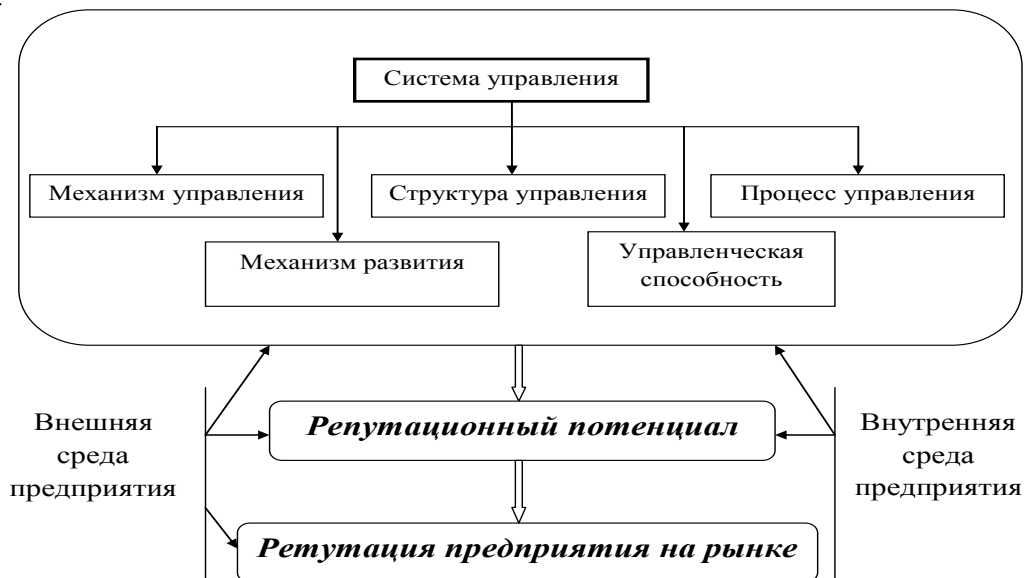 Система управления
Механизм управления
Структура управления
Процесс управления
Механизм развития
Управленческая
способность
Внешняя
среда
предприятия
Репутационный потенциал
Внутренняя
среда
предприятия
Ретутация предприятия на рынке